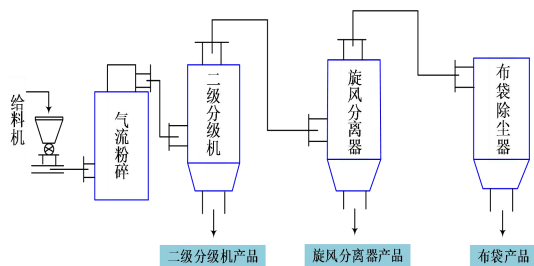 给料机
气流粉碎
二级分级机
旋风分离器
布袋除尘器
二级分级机产品
旋风分离器产品
布袋产品